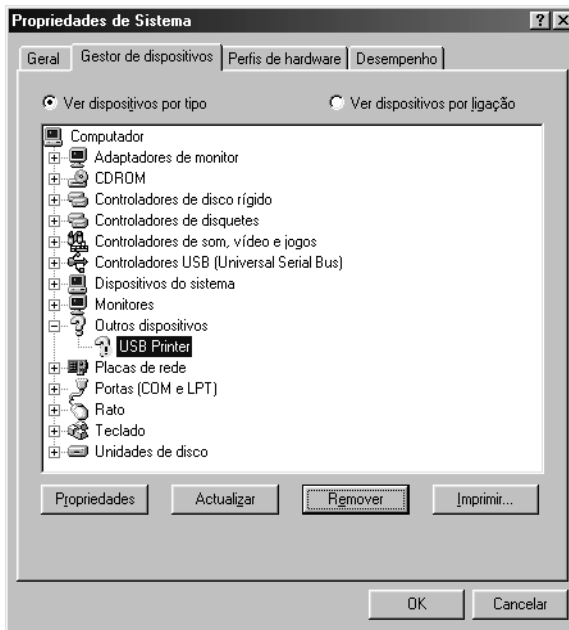 Propriedades de Sistema
Geral Gestor de dispositivos Perfis de hardware Desempenho
Ver dispositivos por tipo Ver dispositivos por ligação
Computador
Adaptadores de monitor
CDROM
Controladores de disco rígido
Controladores de disquetes
Controladores de som, vídeo e jogos
Controladores USB (Universal Serial Bus)
Dispositivos do sistema
Monitores
Outros dispositivos
USB Printer
Placas de rede
Portas (COM e LPT)
Rato
Teclado
Unidades de disco
Propriedades Actualizar Remover Imprimir...
OK Cancelar